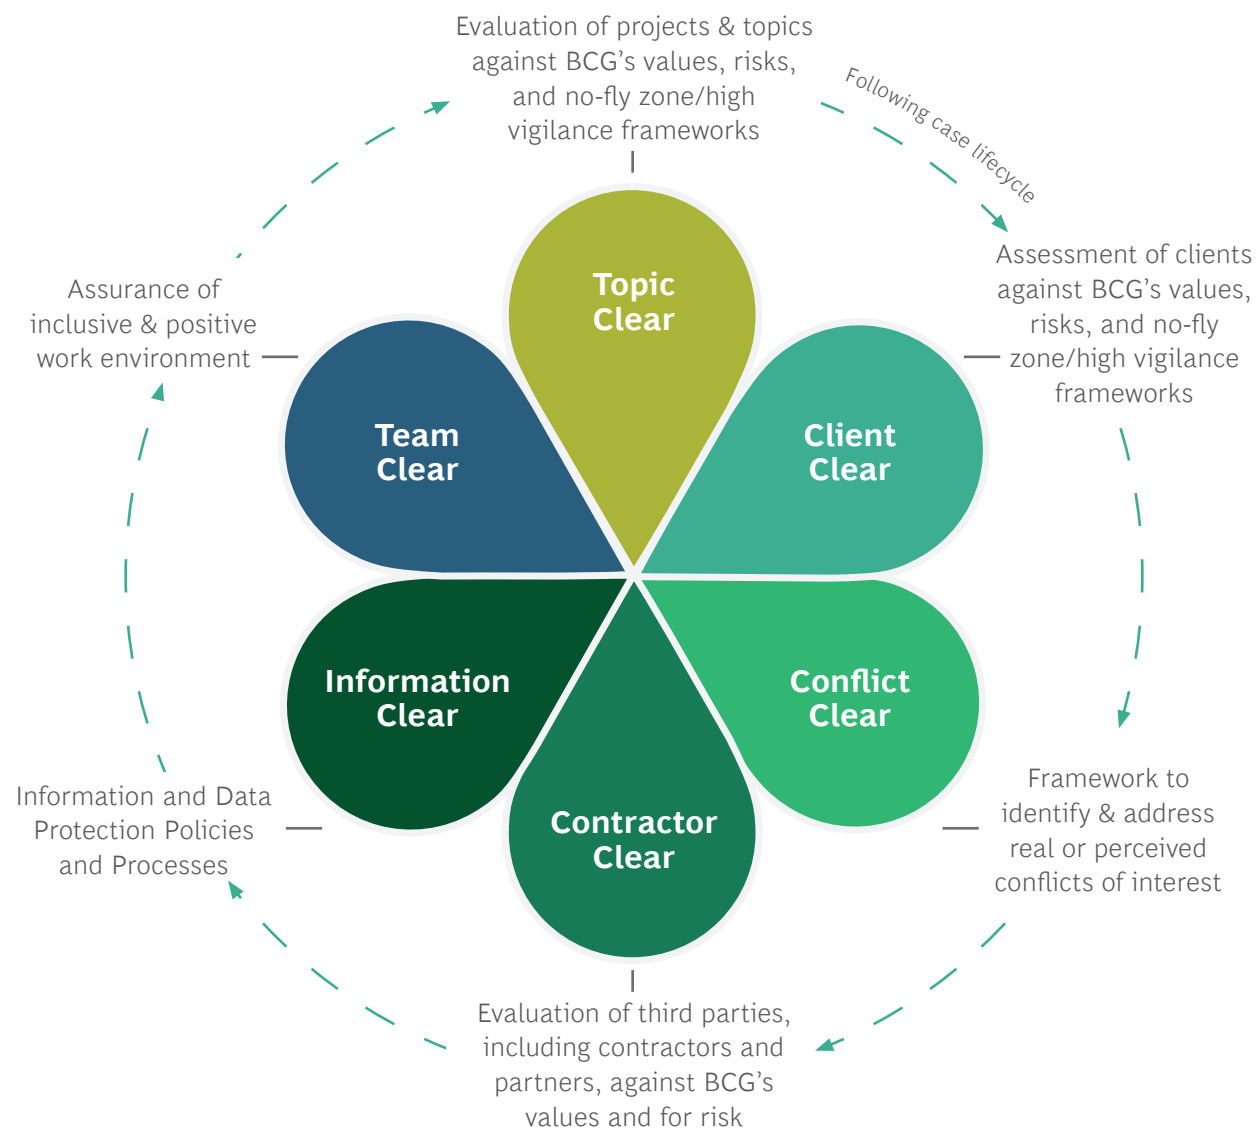 Evaluation of projects & topics
against BCG’s values, risks,
and no-fly zone/high
vigilance frameworks
Following case lifecycle
Topic
Clear
Assessment of clients
against BCG’s values,
risks, and no-fly
zone/high vigilance
frameworks
Client
Clear
Conflict
Clear
Framework to
identify & address
real or perceived
conflicts of interest
Contractor
Clear
Evaluation of third parties,
including contractors and
partners, against BCG’s
values and for risk
Information
Clear
Information and Data
Protection Policies
and Processes
Team
Clear
Assurance of
inclusive & positive
work environment